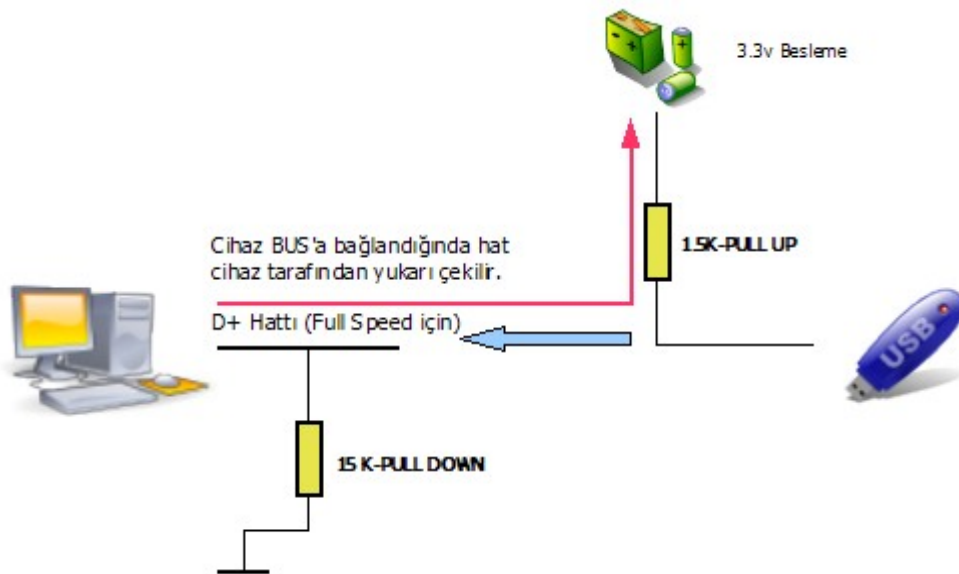 3.3v Besleme
1.5K-PULL UP
Cihaz BUS'a bağlandığında hat
cihaz tarafından yukarı çekilir.
D+ Hattı (Full Speed için)
USB
15 K-PULL DOWN